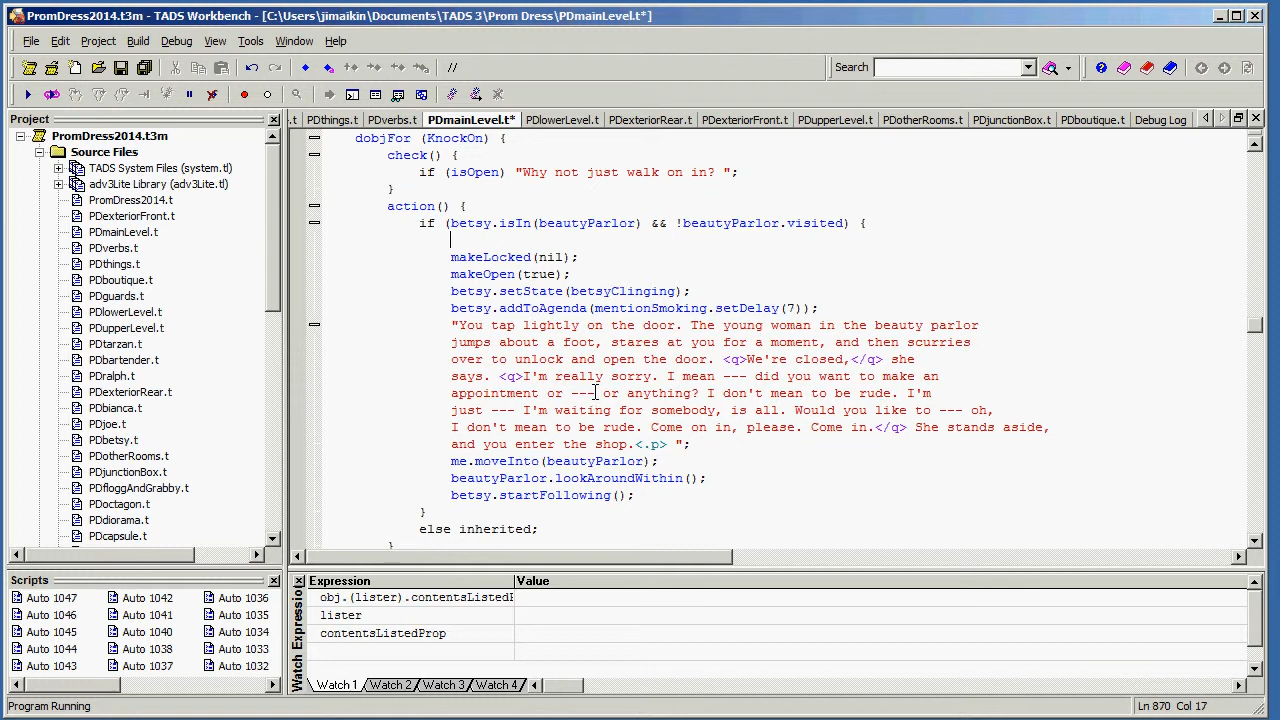 PromDress2014.t3m - TADS Workbench - [C:\Users\jimaikin\Documents\TADS 3\Prom Dress\PDmainLevel.t*]
File Edit Project Build Debug View Tools Window Help
// Search
Project
PromDress2014.t3m
Source Files
TADS System Files (system.tl)
adv3Lite Library (adv3Lite.tl)
PromDress2014.t
PDexteriorFront.t
PDmainLevel.t
PDverbs.t
PDthings.t
PDboutique.t
PDguards.t
PDlowerLevel.t
PDupperLevel.t
PDtarzan.t
PDbartender.t
PDralph.t
PDexteriorRear.t
PDbianca.t
PDjoe.t
PDbetsy.t
PDotherRooms.t
PDjunctionBox.t
PDfloggAndGrabby.t
PDoctagon.t
PDdiorama.t
PDcapsule.t
.t PDthings.t PDverbs.t PDmainLevel.t* PDlowerLevel.t PDexteriorRear.t PDexteriorFront.t PDupperLevel.t PDotherRooms.t PDjunctionBox.t PDboutique.t Debug Log
dobjFor (KnockOn) {
check() {
if (isOpen) "Why not just walk on in? ";
}
action() {
if (betsy.isIn(beautyParlor) && !beautyParlor.visited) {
makeLocked(nil);
makeOpen(true);
betsy.setState(betsyClinging);
betsy.addToAgenda(mentionSmoking.setDelay(7));
"You tap lightly on the door. The young woman in the beauty parlor
jumps about a foot, stares at you for a moment, and then scurries
over to unlock and open the door. <q>We're closed,</q> she
says. <q>I'm really sorry. I mean --- did you want to make an
appointment or --- or anything? I don't mean to be rude. I'm
just --- I'm waiting for somebody, is all. Would you like to --- oh,
I don't mean to be rude. Come on in, please. Come in.</q> She stands aside,
and you enter the shop.<.p> ";
me.moveInto(beautyParlor);
beautyParlor.lookAroundWithin();
betsy.startFollowing();
}
else inherited;
}
Scripts
Auto 1047 Auto 1042 Auto 1036
Auto 1046 Auto 1041 Auto 1035
Auto 1045 Auto 1040 Auto 1034
Auto 1044 Auto 1038 Auto 1033
Auto 1043 Auto 1037 Auto 1032
Watch Expressions
Expression Value
obj.(lister).contentsListedP
lister
contentsListedProp
Watch 1 Watch 2 Watch 3 Watch 4
Program Running Ln 870 Col 17